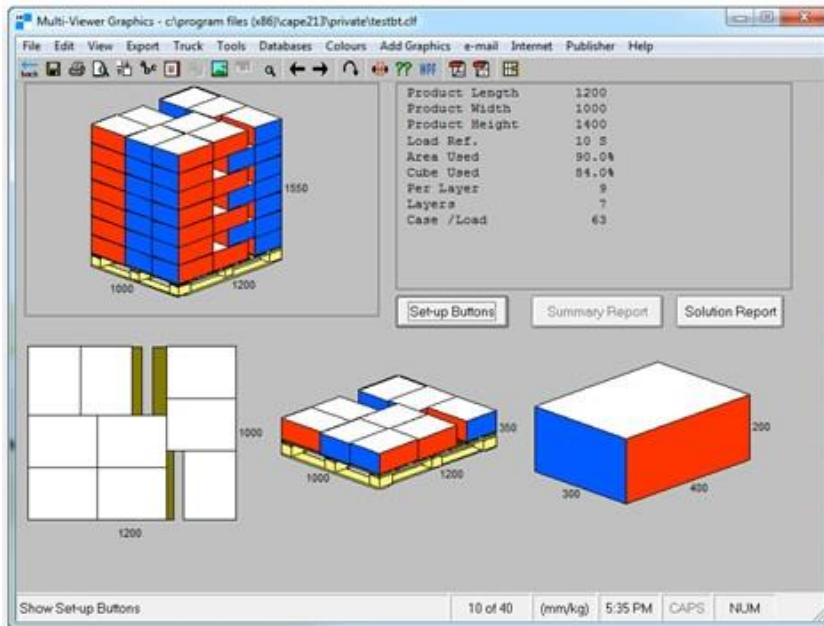 Multi-Viewer Graphics - c:\program files (x86)\cape213\private\testbt.clf
File Edit View Export Truck Tools Databases Colours Add Graphics e-mail Internet Publisher Help
back
Product Length 1200
Product Width 1000
Product Height 1400
Load Ref. 10 S
Area Used 90.0%
Cube Used 84.0%
Per Layer 9
Layers 7
Case /Load 63
1550
1000 1200
Set-up Buttons Summary Report Solution Report
1000
1200
350
1000 1200
200
300 400
Show Set-up Buttons 10 of 40 (mm/kg) 5:35 PM CAPS NUM